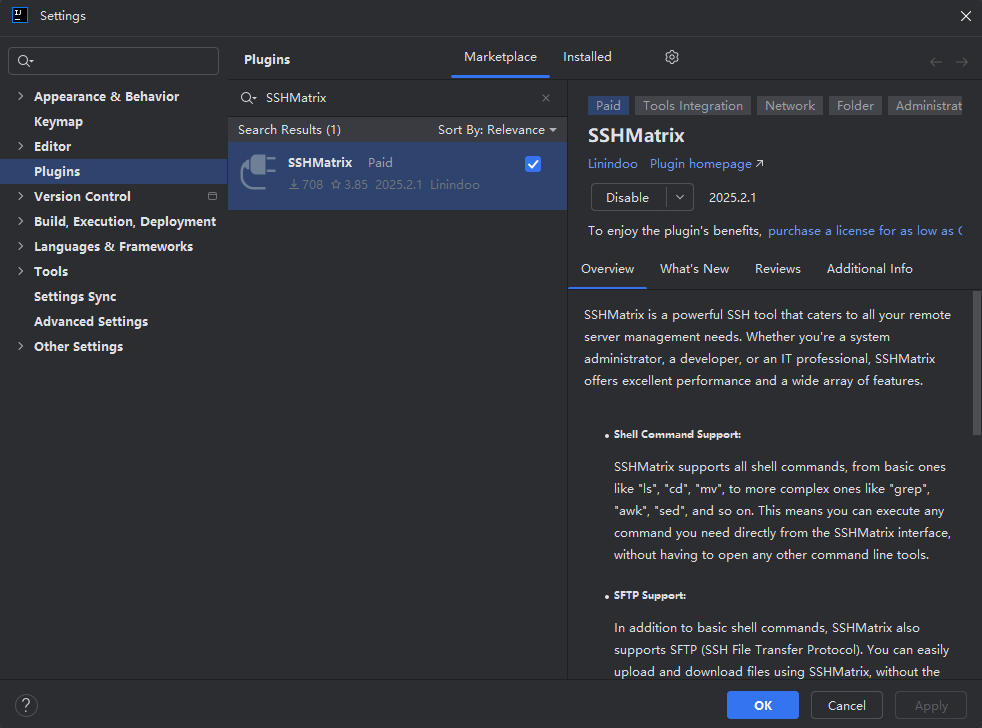 IJ
Settings
Plugins
Marketplace
Installed
Appearance & Behavior
Keymap
Editor
Plugins
Version Control
Build, Execution, Deployment
Languages & Frameworks
Tools
Settings Sync
Advanced Settings
Other Settings
SSHMatrix
Search Results (1)
Sort By: Relevance
SSHMatrix Paid
708 3.85 2025.2.1 Linindoo
Paid Tools Integration Network Folder Administrat
SSHMatrix
Linindoo Plugin homepage ↗
Disable 2025.2.1
To enjoy the plugin's benefits, purchase a license for as low as
Overview What's New Reviews Additional Info
SSHMatrix is a powerful SSH tool that caters to all your remote
server management needs. Whether you're a system
administrator, a developer, or an IT professional, SSHMatrix
offers excellent performance and a wide array of features.
• Shell Command Support:
SSHMatrix supports all shell commands, from basic ones
like "ls", "cd", "mv", to more complex ones like "grep",
"awk", "sed", and so on. This means you can execute any
command you need directly from the SSHMatrix interface,
without having to open any other command line tools.
• SFTP Support:
In addition to basic shell commands, SSHMatrix also
supports SFTP (SSH File Transfer Protocol). You can easily
upload and download files using SSHMatrix, without the
?
OK
Cancel
Apply